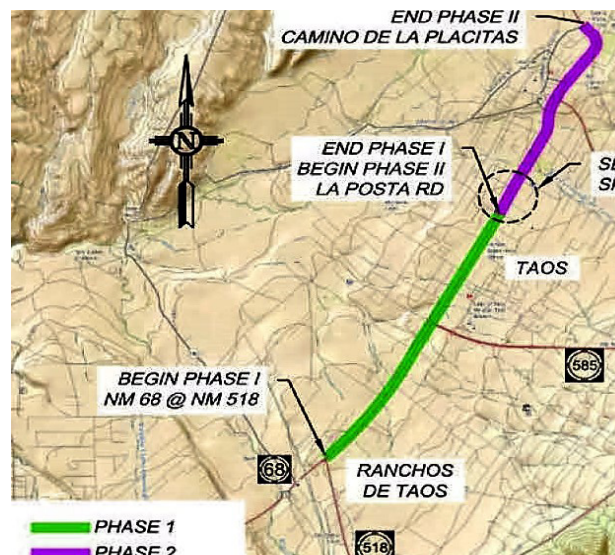 END PHASE II
CAMINO DE LA PLACITAS
N
END PHASE I
BEGIN PHASE II
LA POSTA RD
TAOS
585
BEGIN PHASE I
NM 68 @ NM 518
68
RANCHOS
DE TAOS
518
PHASE 1
PHASE 2